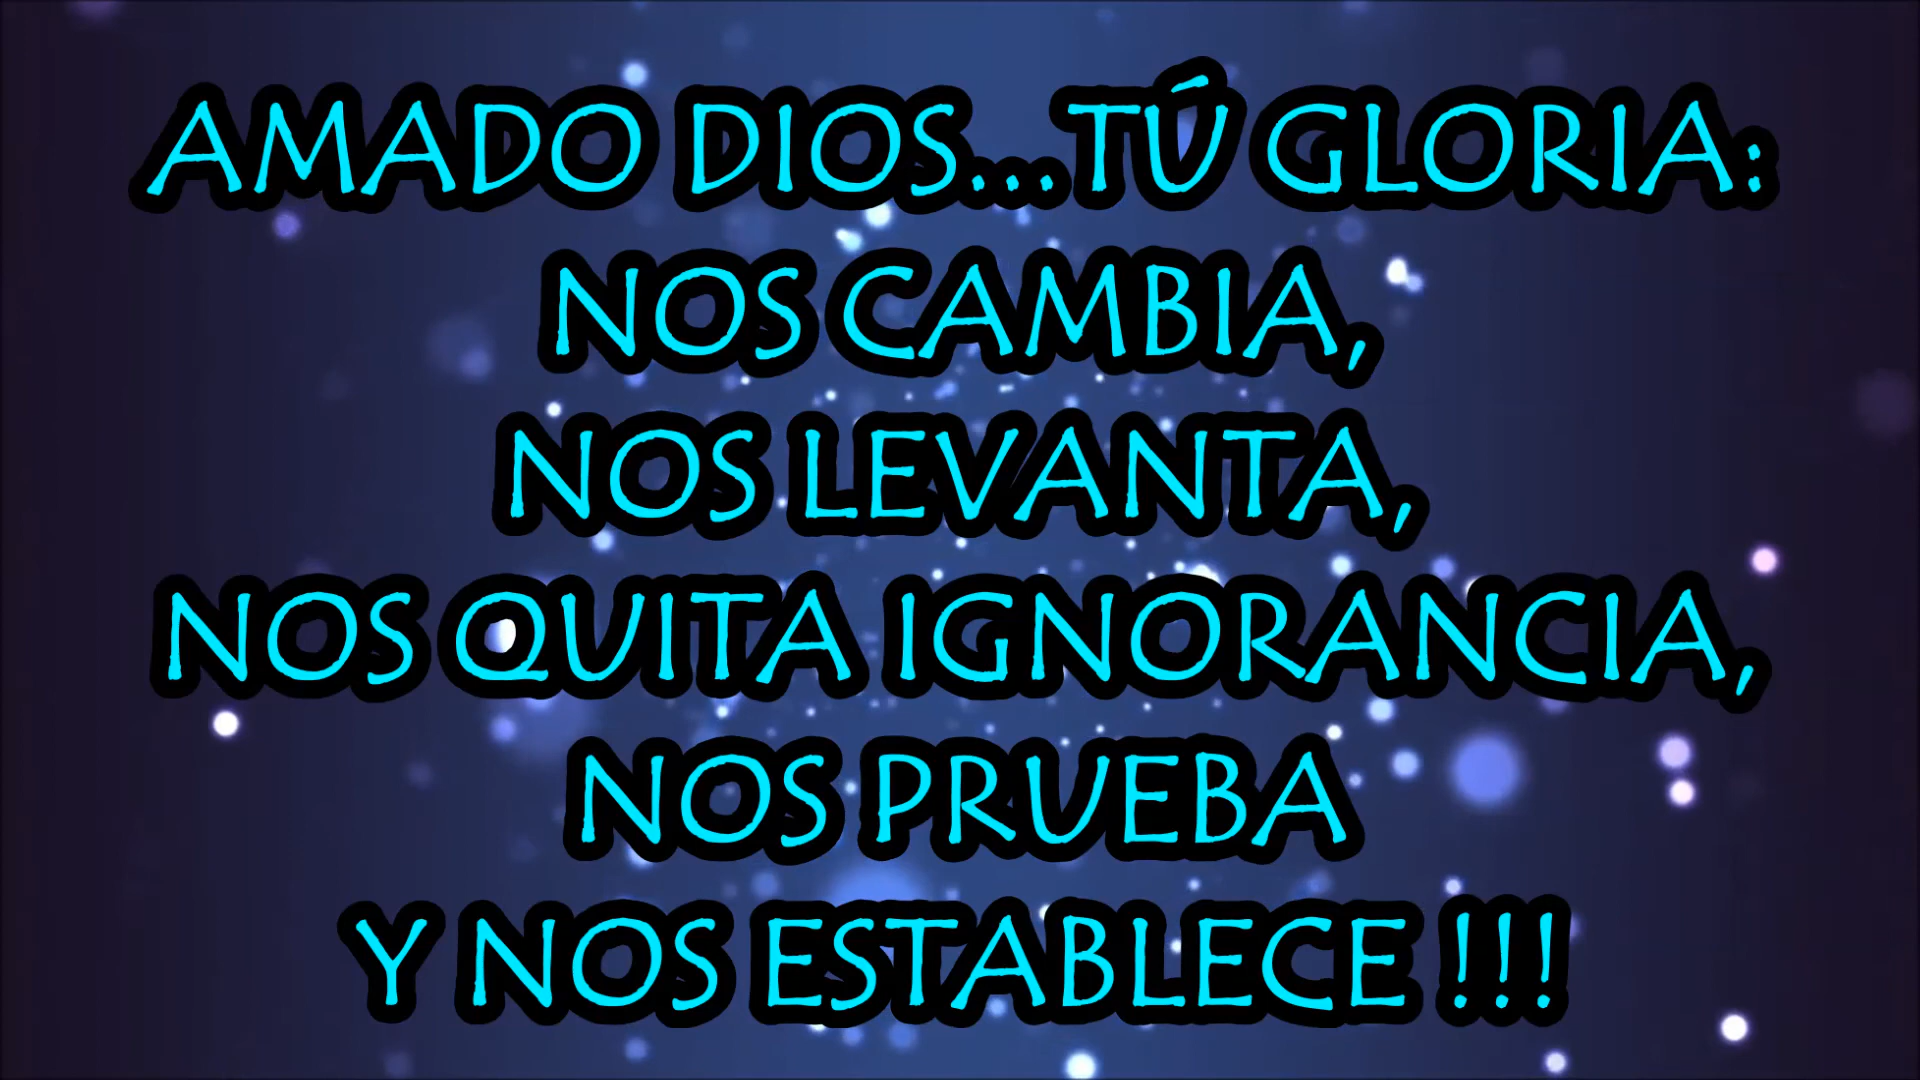 AMADO DIOS...TÚ GLORIA:
NOS CAMBIA,
NOS LEVANTA,
NOS QUITA IGNORANCIA,
NOS PRUEBA
Y NOS ESTABLECE !!!